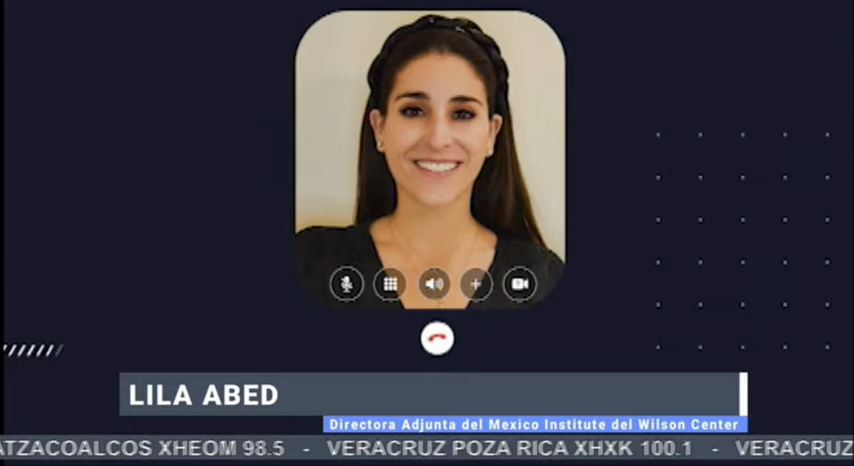 LILA ABED
Directora Adjunta del Mexico Institute del Wilson Center
ATZACOALCOS XHEOM 98.5 - VERACRUZ POZA RICA XHXK 100.1 - VERACRUZ